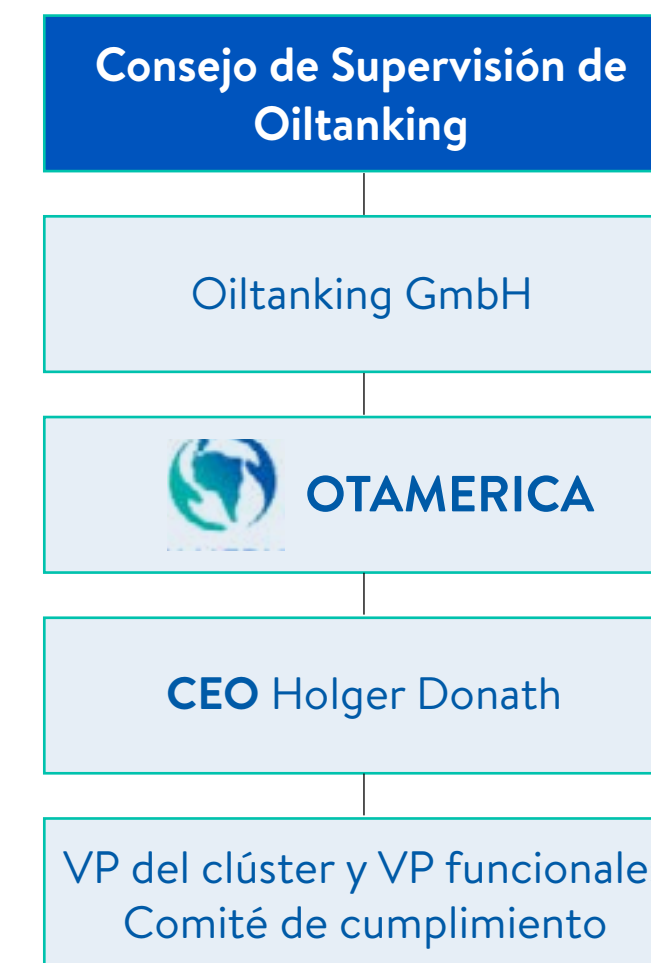 Consejo de Supervisión de
Oiltanking
Oiltanking GmbH
OTAMERICA
CEO Holger Donath
VP del clúster y VP funcionale
Comité de cumplimiento